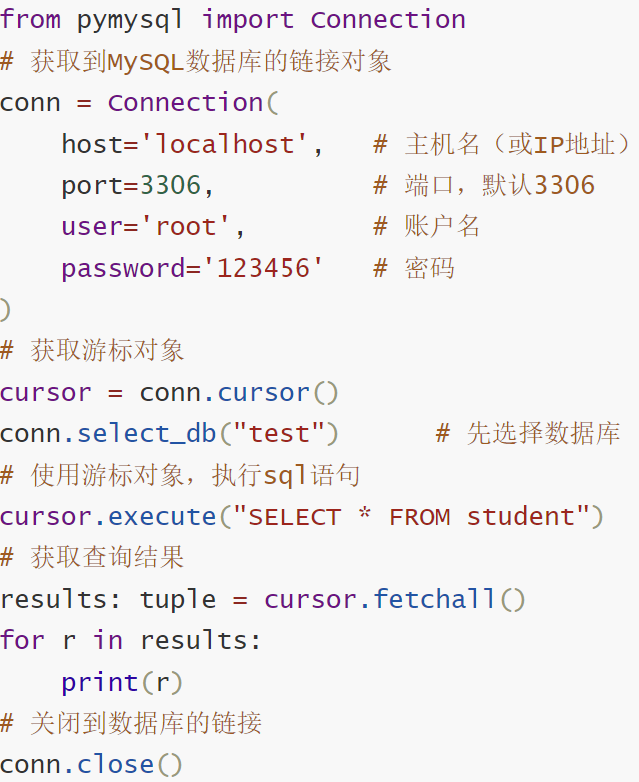 from pymysql import Connection
# 获取到MySQL数据库的链接对象
conn = Connection(
    host='localhost',   # 主机名（或IP地址）
    port=3306,          # 端口，默认3306
    user='root',        # 账户名
    password='123456'   # 密码
)
# 获取游标对象
cursor = conn.cursor()
conn.select_db("test")      # 先选择数据库
# 使用游标对象，执行sql语句
cursor.execute("SELECT * FROM student")
# 获取查询结果
results: tuple = cursor.fetchall()
for r in results:
    print(r)
# 关闭到数据库的链接
conn.close()